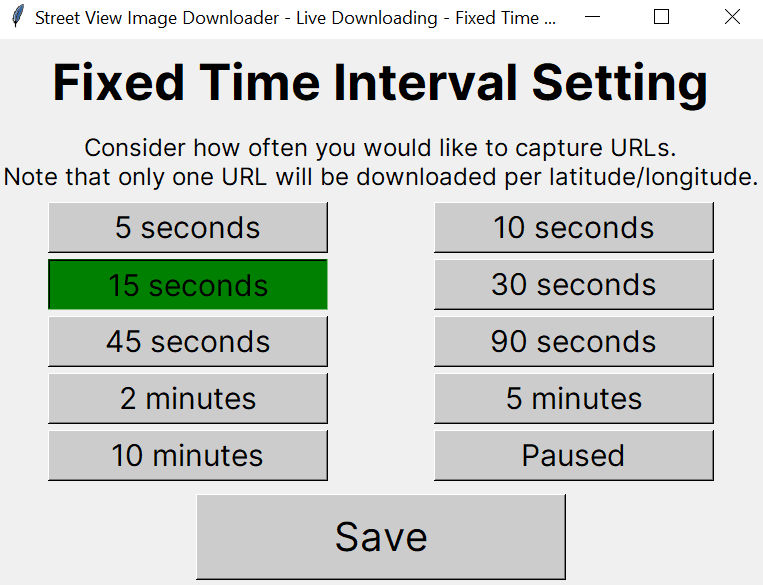 Street View Image Downloader - Live Downloading - Fixed Time ...
Fixed Time Interval Setting
Consider how often you would like to capture URLs.
Note that only one URL will be downloaded per latitude/longitude.
5 seconds
10 seconds
15 seconds
30 seconds
45 seconds
90 seconds
2 minutes
5 minutes
10 minutes
Paused
Save